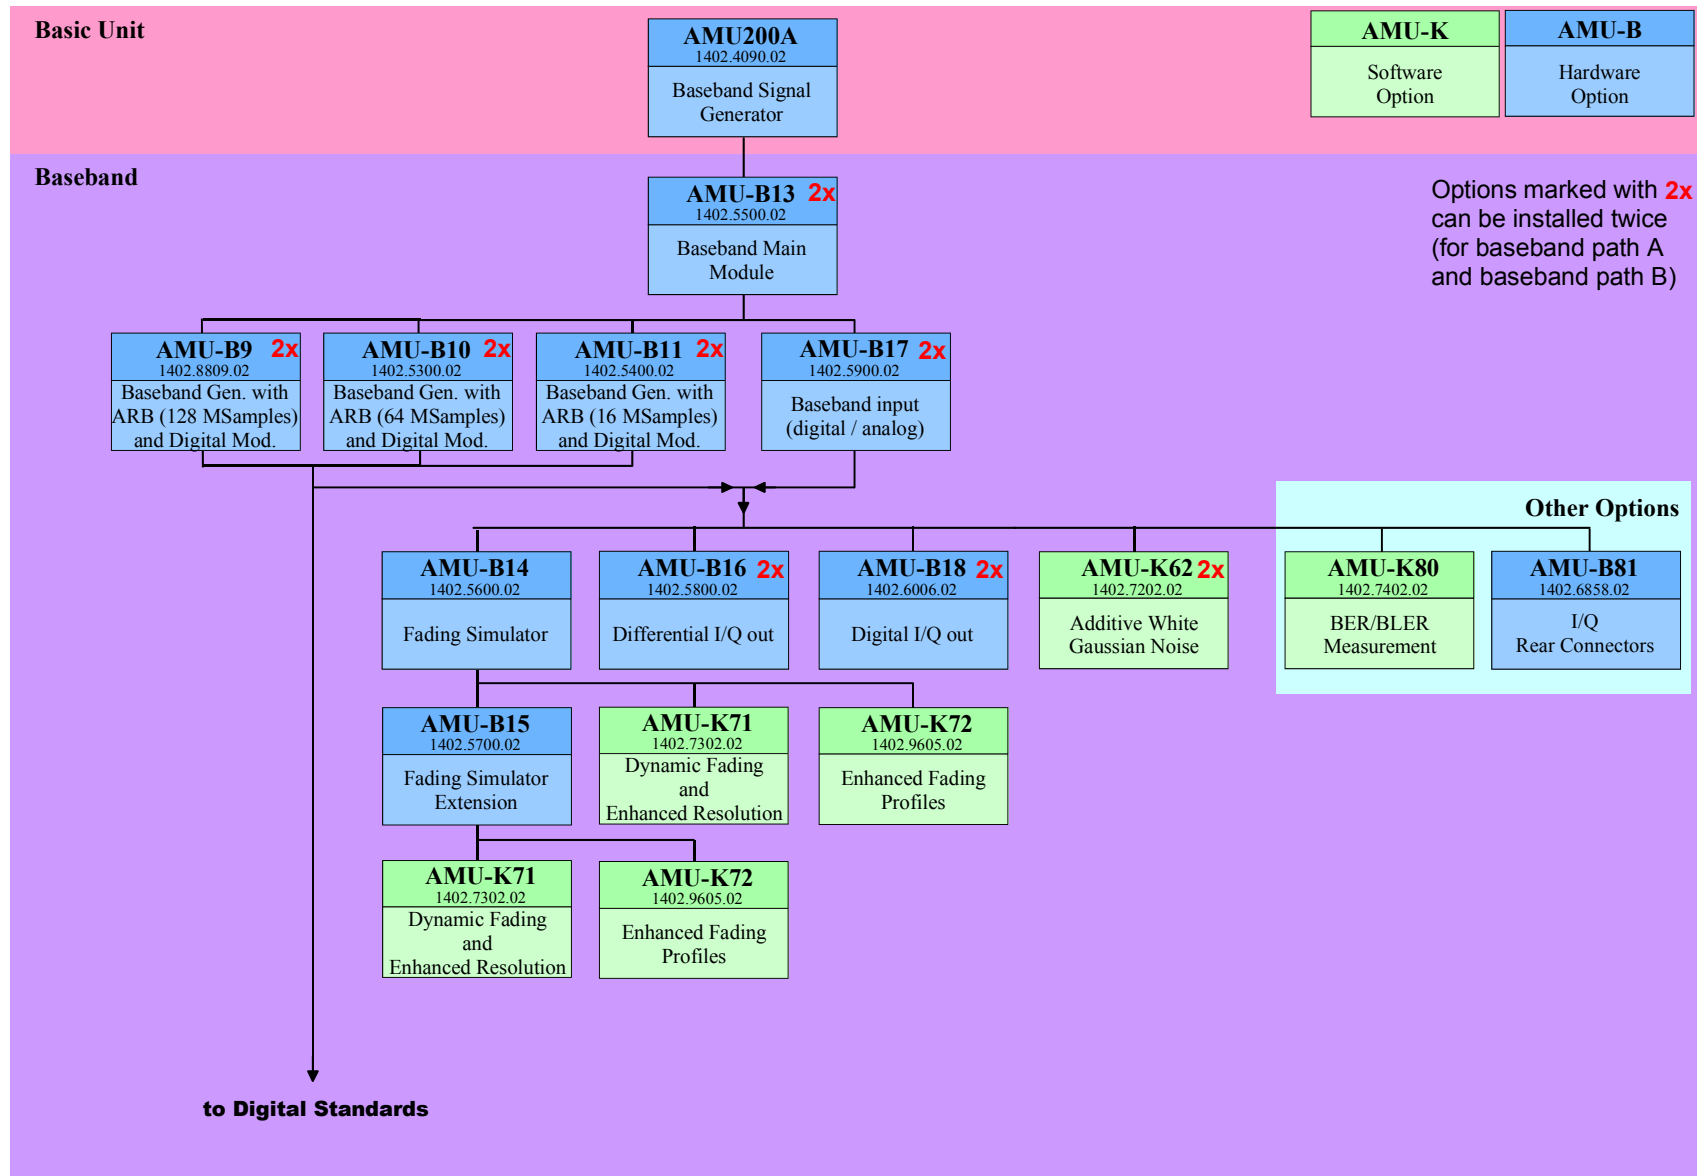 Basic Unit
AMU200A
1402.4090.02
Baseband Signal
Generator
AMU-K
Software
Option
AMU-B
Hardware
Option
Baseband
AMU-B13 2x
1402.5500.02
Baseband Main
Module
Options marked with 2x
can be installed twice
(for baseband path A
and baseband path B)
AMU-B9 2x
1402.8809.02
Baseband Gen. with
ARB (128 MSamples)
and Digital Mod.
AMU-B10 2x
1402.5300.02
Baseband Gen. with
ARB (64 MSamples)
and Digital Mod.
AMU-B11 2x
1402.5400.02
Baseband Gen. with
ARB (16 MSamples)
and Digital Mod.
AMU-B17 2x
1402.5900.02
Baseband input
(digital / analog)
Other Options
AMU-B14
1402.5600.02
Fading Simulator
AMU-B16 2x
1402.5800.02
Differential I/Q out
AMU-B18 2x
1402.6006.02
Digital I/Q out
AMU-K62 2x
1402.7202.02
Additive White
Gaussian Noise
AMU-K80
1402.7402.02
BER/BLER
Measurement
AMU-B81
1402.6858.02
I/Q
Rear Connectors
AMU-B15
1402.5700.02
Fading Simulator
Extension
AMU-K71
1402.7302.02
Dynamic Fading
and
Enhanced Resolution
AMU-K72
1402.9605.02
Enhanced Fading
Profiles
AMU-K71
1402.7302.02
Dynamic Fading
and
Enhanced Resolution
AMU-K72
1402.9605.02
Enhanced Fading
Profiles
to Digital Standards